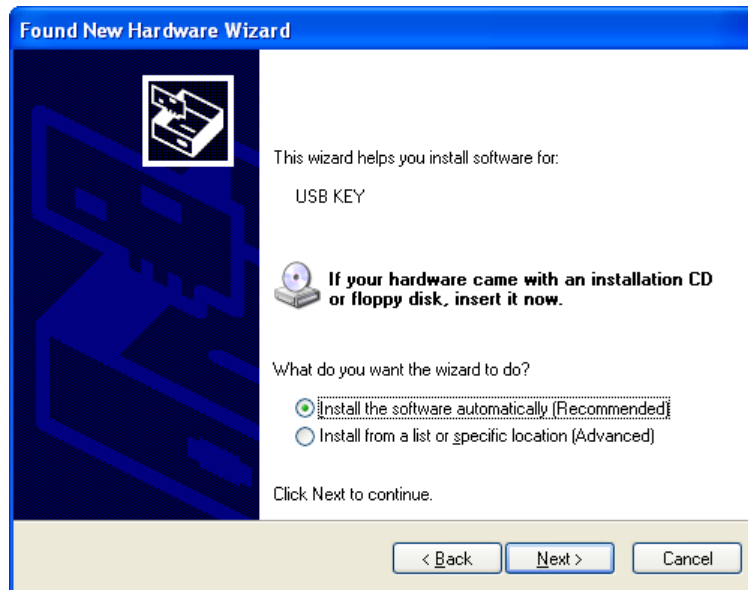 Found New Hardware Wizard
This wizard helps you install software for:
USB KEY
If your hardware came with an installation CD
or floppy disk, insert it now.
What do you want the wizard to do?
Install the software automatically (Recommended)
Install from a list or specific location (Advanced)
Click Next to continue.
< Back
Next >
Cancel